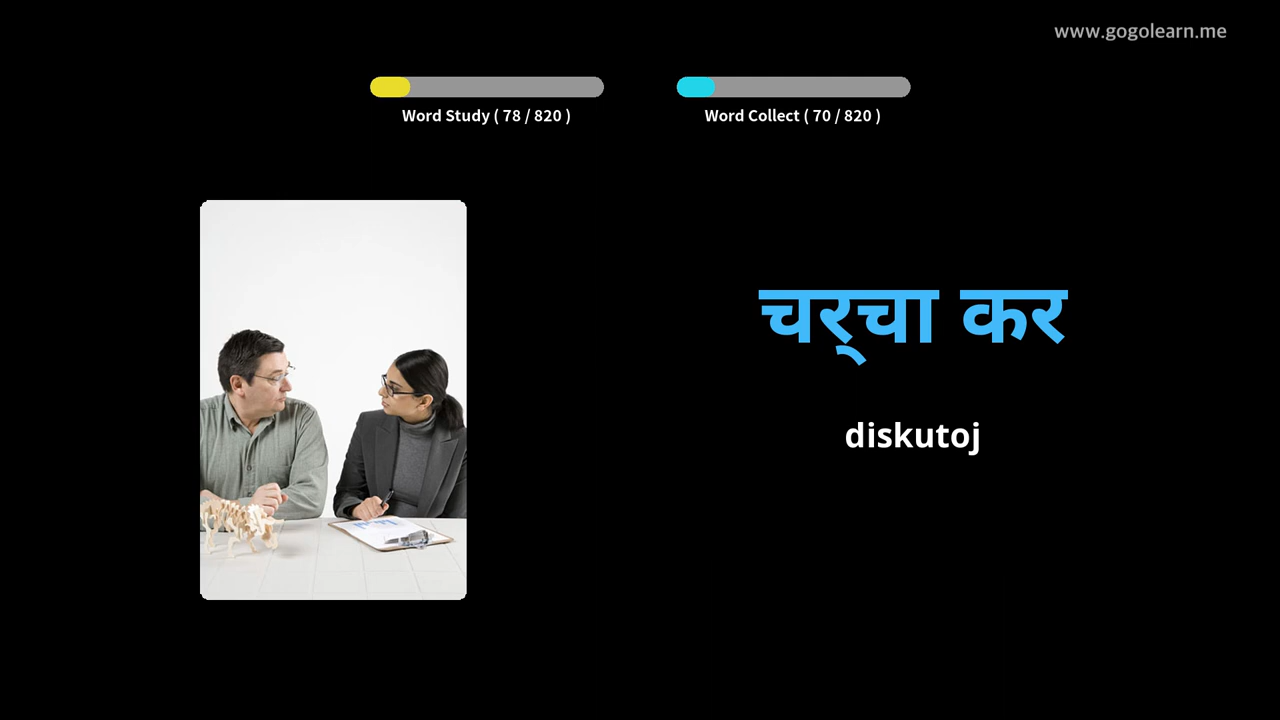 www.gogolearn.me
Word Study ( 78 / 820 )
Word Collect ( 70 / 820 )
चर्‌चा कर
diskutoj